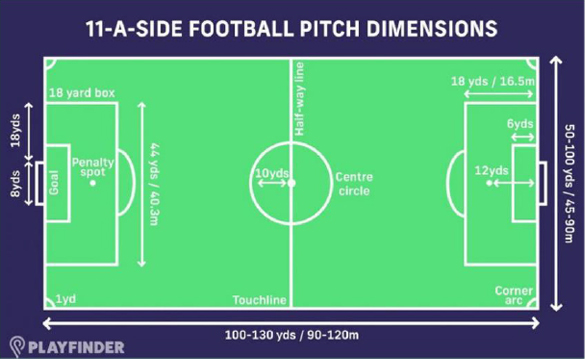 11-A-SIDE FOOTBALL PITCH DIMENSIONS
18 yard box
Half-way line
18 yds / 16.5m
18yds
6yds
50-100 yds / 45-90m
Penalty
spot
44 yds / 40.3m
10yds
Centre
circle
12yds
8yds
Goal
1yd
Touchline
Corner
arc
100-130 yds / 90-120m
PLAYFINDER